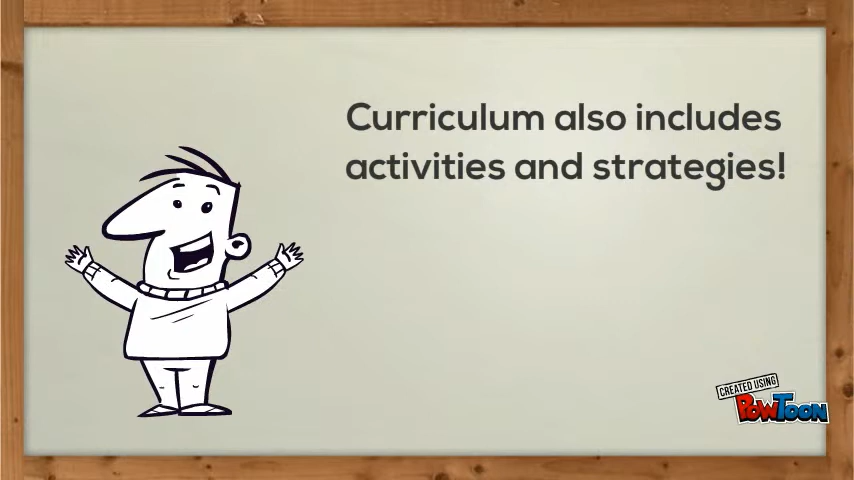 Curriculum also includes
activities and strategies!
CREATED USING
POWTOON